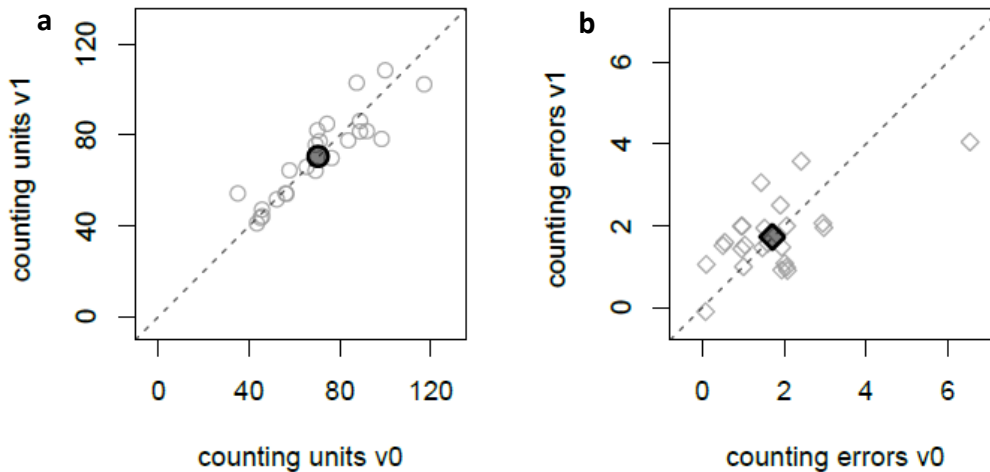 a
counting units v1
0 40 80 120
0 40 80 120
counting units v0
b
counting errors v1
0 2 4 6
0 2 4 6
counting errors v0